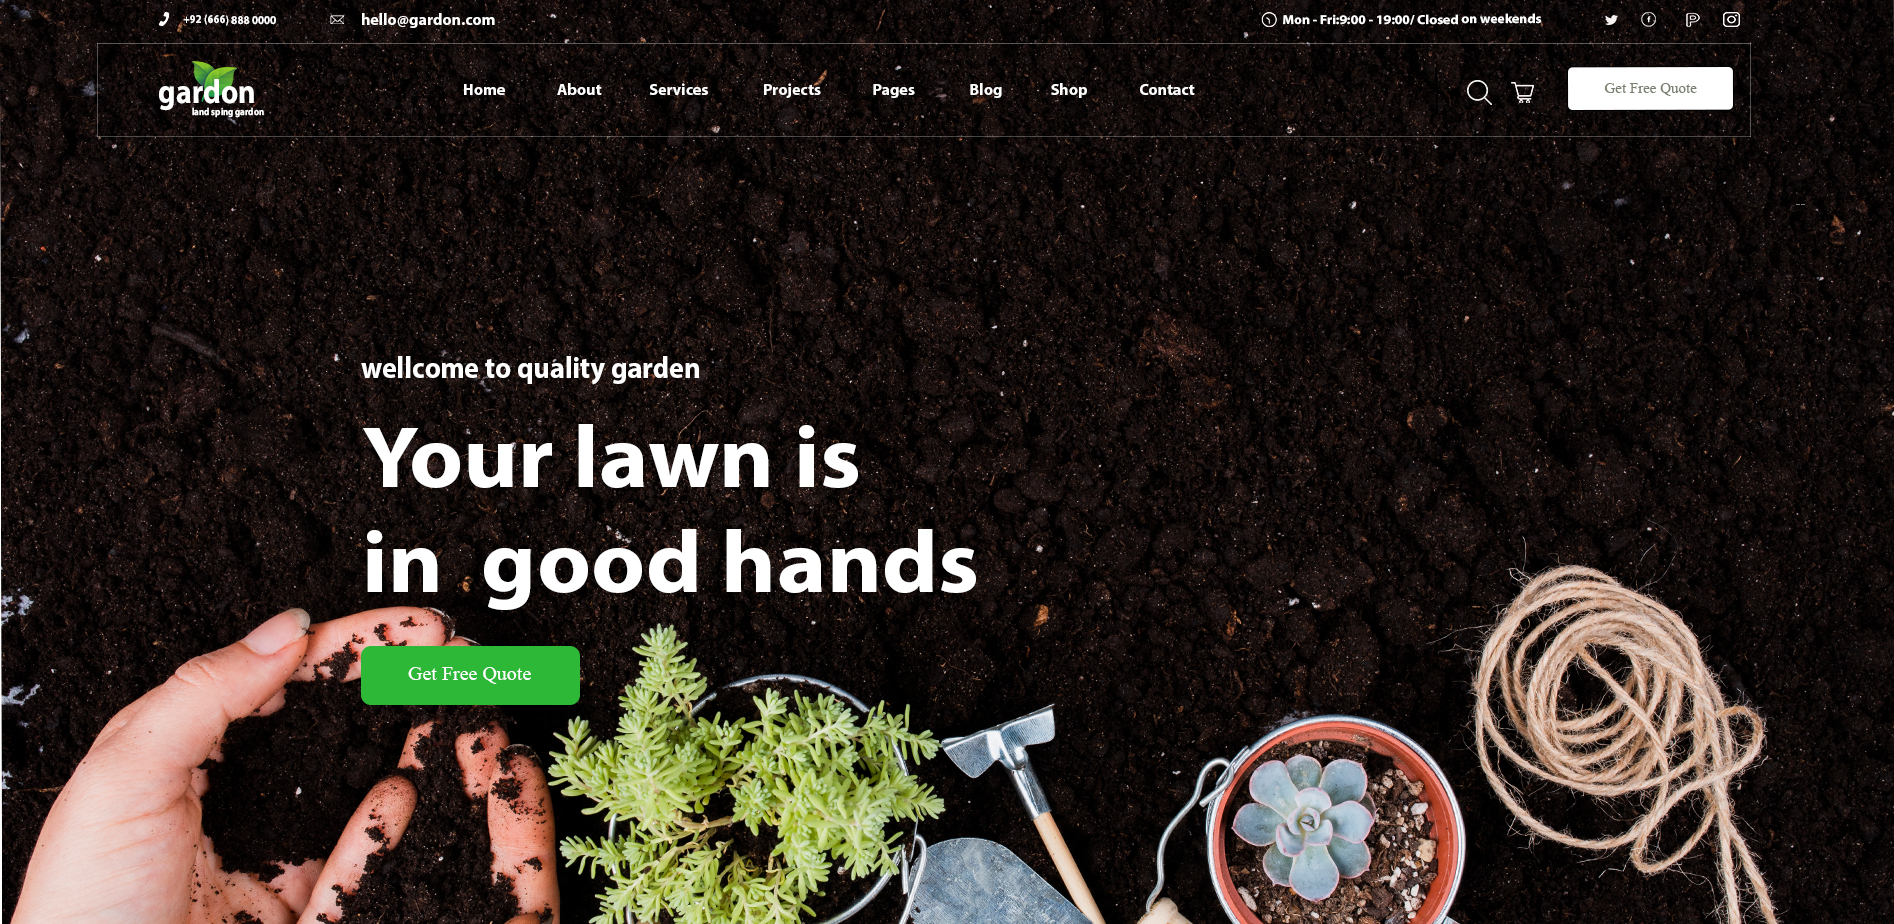 +92 (666) 888 0000
hello@gardon.com
Mon - Fri:9:00 - 19:00/ Closed on weekends
gardon
land sping gardon
Home About Services Projects Pages Blog Shop Contact
Get Free Quote
wellcome to quality garden
Your lawn is
in good hands
Get Free Quote